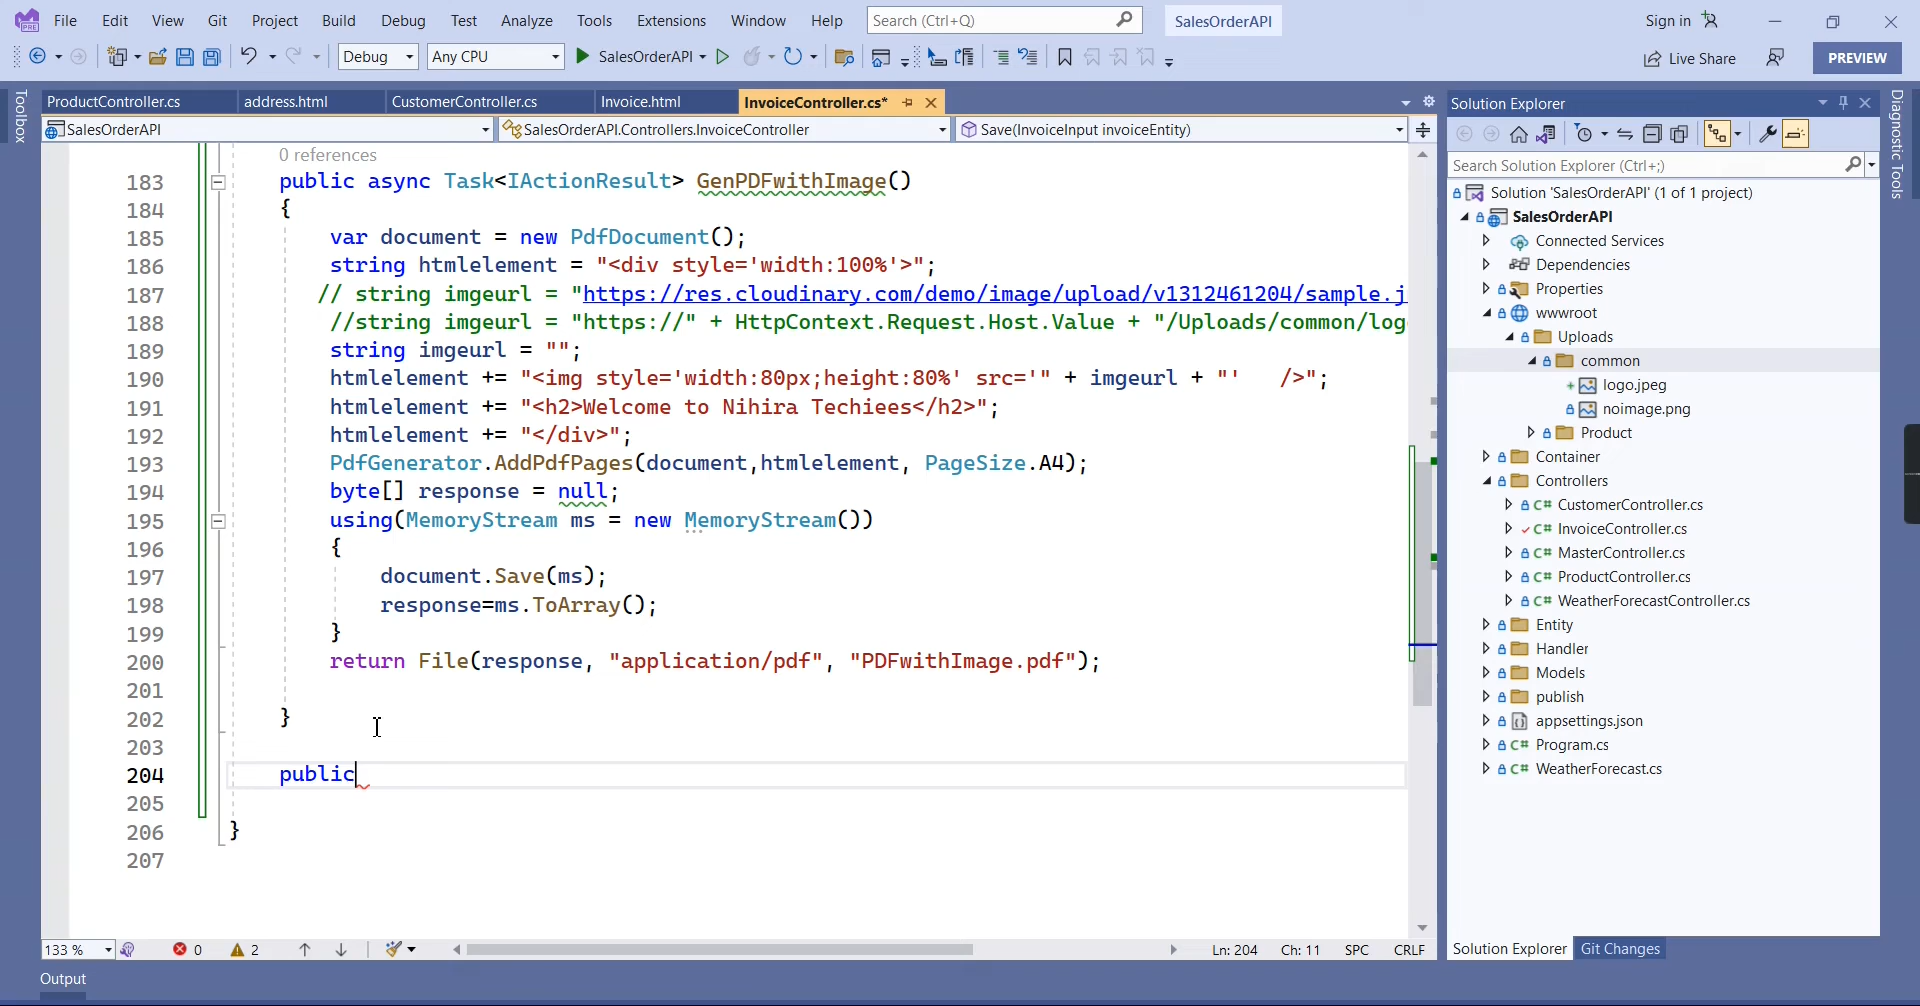 File Edit View Git Project Build Debug Test Analyze Tools Extensions Window Help Search (Ctrl+Q) SalesOrderAPI Sign in
Debug Any CPU SalesOrderAPI Live Share PREVIEW
Toolbox
ProductController.cs address.html CustomerController.cs Invoice.html InvoiceController.cs*
SalesOrderAPI SalesOrderAPI.Controllers.InvoiceController Save(InvoiceInput invoiceEntity)
0 references
183 public async Task<IActionResult> GenPDFwithImage()
184 {
185 var document = new PdfDocument();
186 string htmlelement = "<div style='width:100%'>";
187 // string imgeurl = "https://res.cloudinary.com/demo/image/upload/v1312461204/sample.j
188 //string imgeurl = "https://" + HttpContext.Request.Host.Value + "/Uploads/common/log
189 string imgeurl = "";
190 htmlelement += "<img style='width:80px;height:80%' src='" + imgeurl + "'   />";
191 htmlelement += "<h2>Welcome to Nihira Techiees</h2>";
192 htmlelement += "</div>";
193 PdfGenerator.AddPdfPages(document,htmlelement, PageSize.A4);
194 byte[] response = null;
195 using(MemoryStream ms = new MemoryStream())
196 {
197 document.Save(ms);
198 response=ms.ToArray();
199 }
200 return File(response, "application/pdf", "PDFwithImage.pdf");
201
202 }
203
204 public
205
206 }
207
133 % 0 2 Ln: 204 Ch: 11 SPC CRLF
Output
Solution Explorer
Search Solution Explorer (Ctrl+;)
Solution 'SalesOrderAPI' (1 of 1 project)
SalesOrderAPI
Connected Services
Dependencies
Properties
wwwroot
Uploads
common
logo.jpeg
noimage.png
Product
Container
Controllers
C# CustomerController.cs
C# InvoiceController.cs
C# MasterController.cs
C# ProductController.cs
C# WeatherForecastController.cs
Entity
Handler
Models
publish
appsettings.json
C# Program.cs
C# WeatherForecast.cs
Solution Explorer Git Changes
Diagnostic Tools